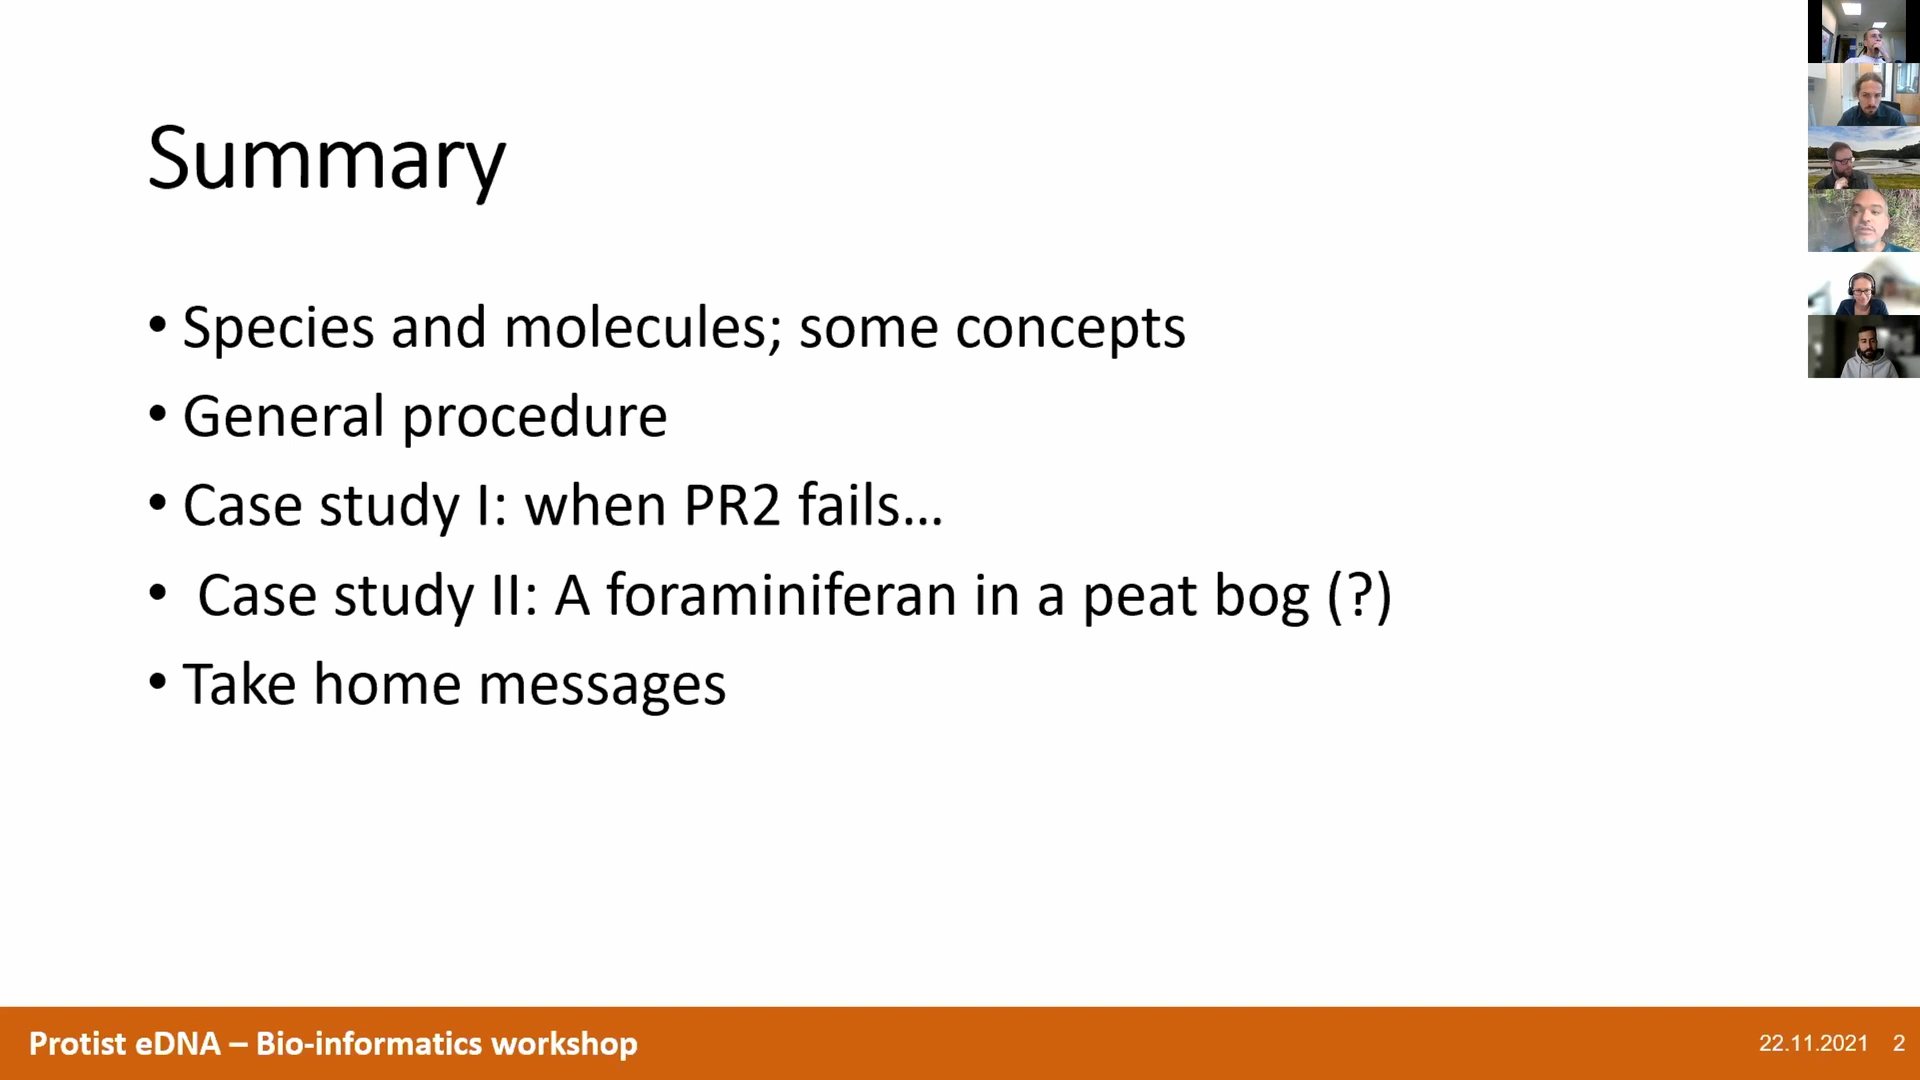 Summary
• Species and molecules; some concepts
• General procedure
• Case study I: when PR2 fails…
• Case study II: A foraminiferan in a peat bog (?)
• Take home messages
Protist eDNA – Bio-informatics workshop
22.11.2021 2